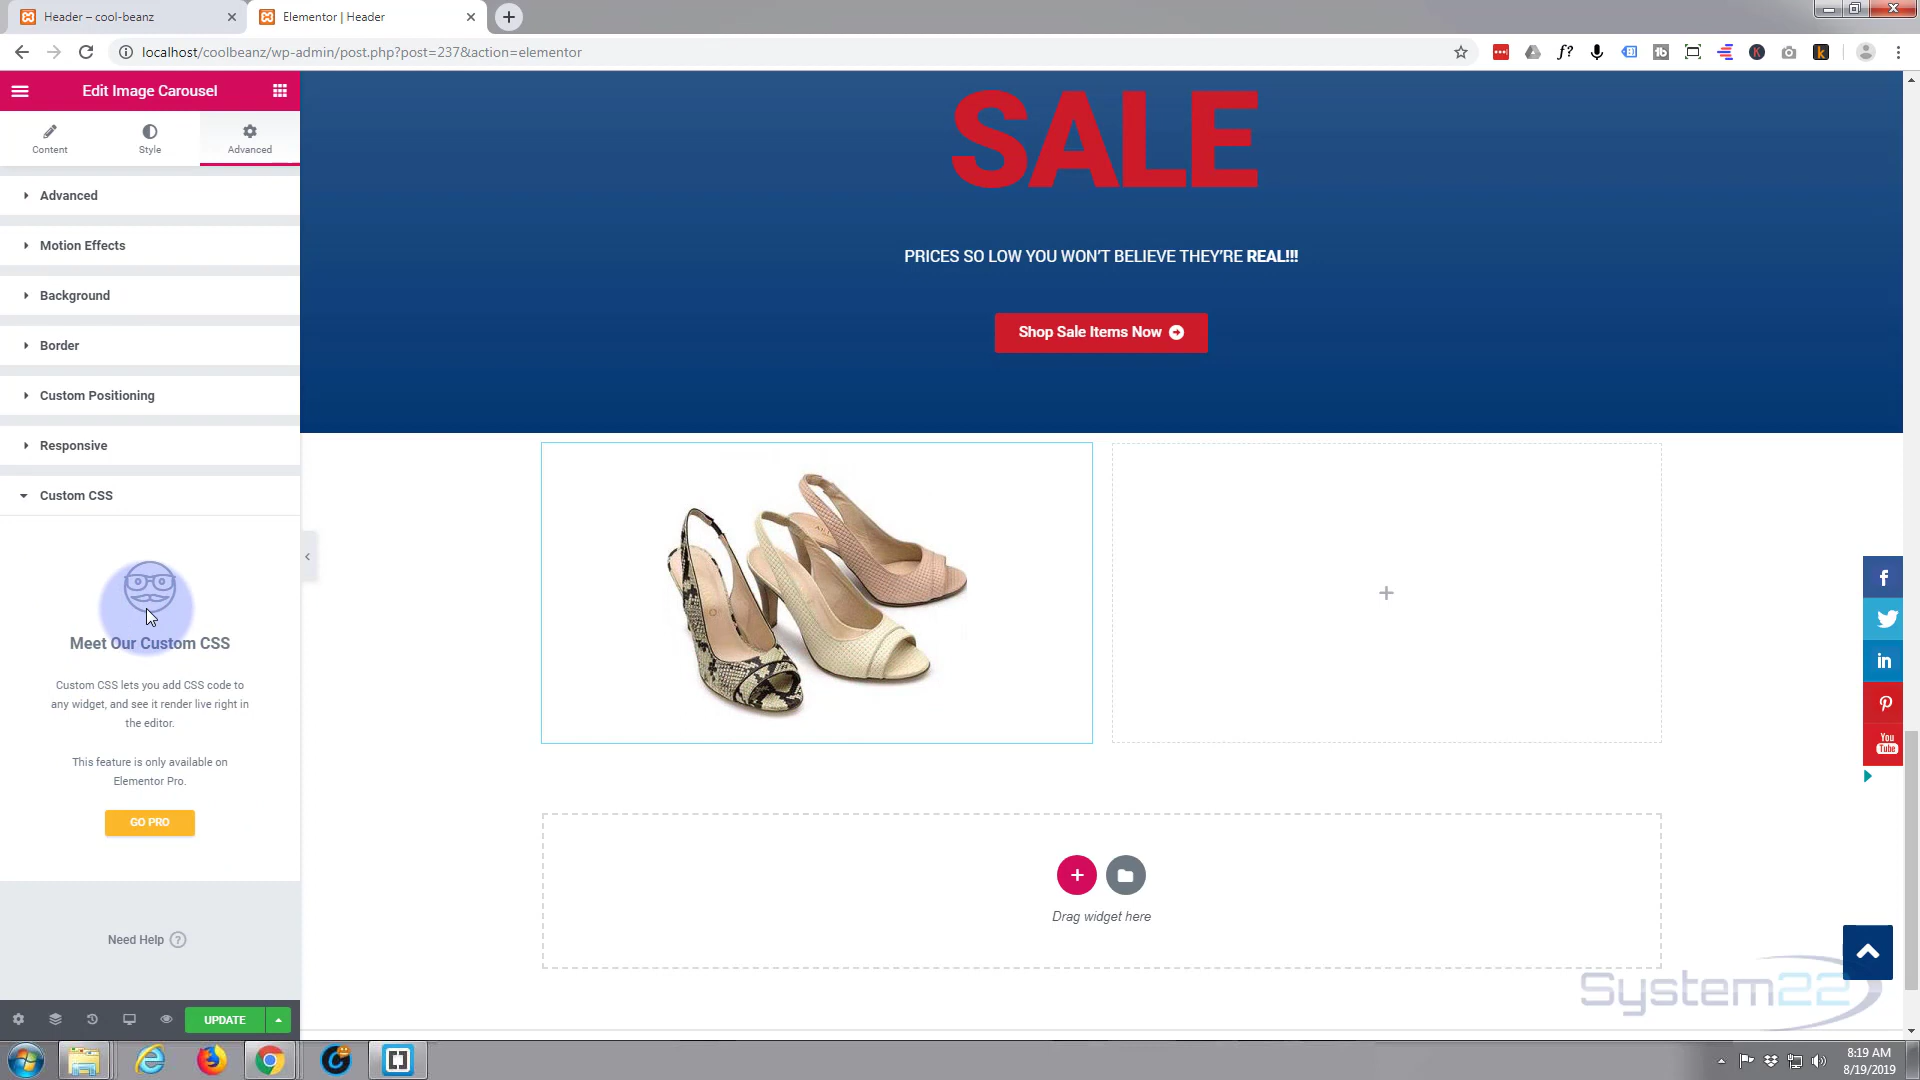 Header – cool-beanz
Elementor | Header
localhost/coolbeanz/wp-admin/post.php?post=237&action=elementor
Edit Image Carousel
Content
Style
Advanced
Advanced
Motion Effects
Background
Border
Custom Positioning
Responsive
Custom CSS
Meet Our Custom CSS
Custom CSS lets you add CSS code to
any widget, and see it render live right in
the editor.
This feature is only available on
Elementor Pro.
GO PRO
Need Help ?
UPDATE
SALE
PRICES SO LOW YOU WON'T BELIEVE THEY'RE REAL!!!
Shop Sale Items Now
Drag widget here
You
Tube
System22
8:19 AM
8/19/2019